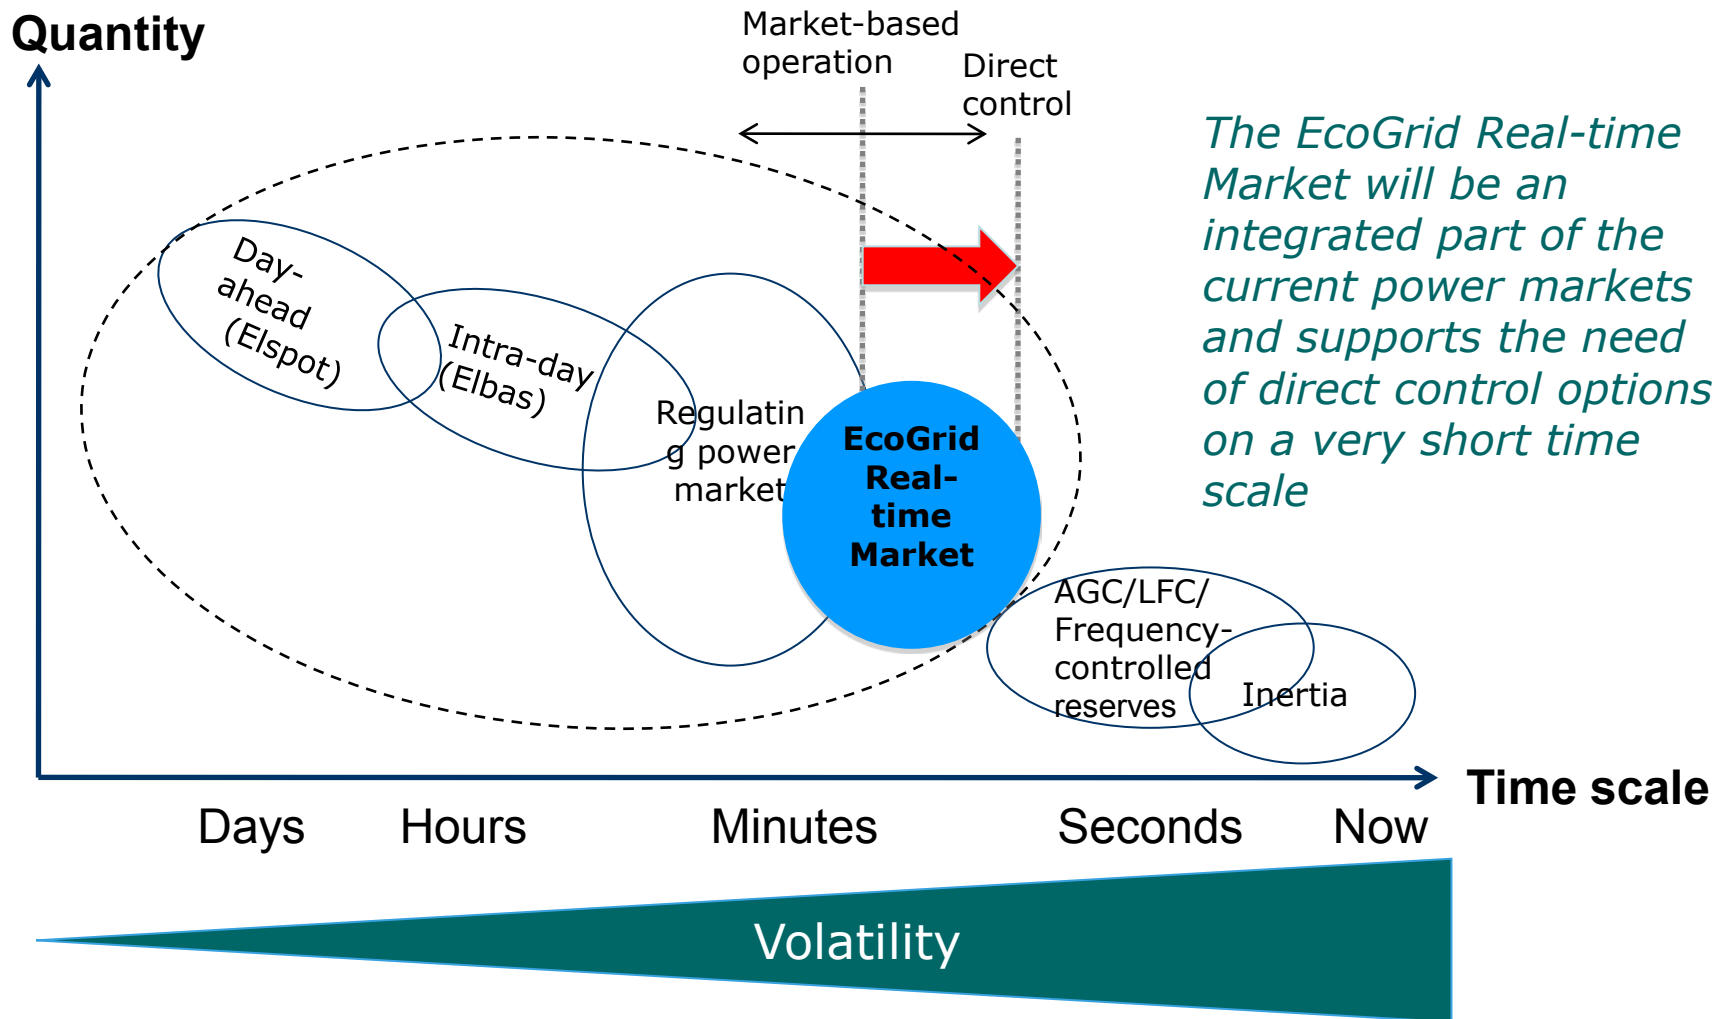 Quantity
Market-based
operation
Direct
control
The EcoGrid Real-time
Market will be an
integrated part of the
current power markets
and supports the need
of direct control options
on a very short time
scale
Day-
ahead
(Elspot)
Intra-day
(Elbas)
Regulatin
g power
market
EcoGrid
Real-
time
Market
AGC/LFC/
Frequency-
controlled
reserves
Inertia
Time scale
Days
Hours
Minutes
Seconds
Now
Volatility